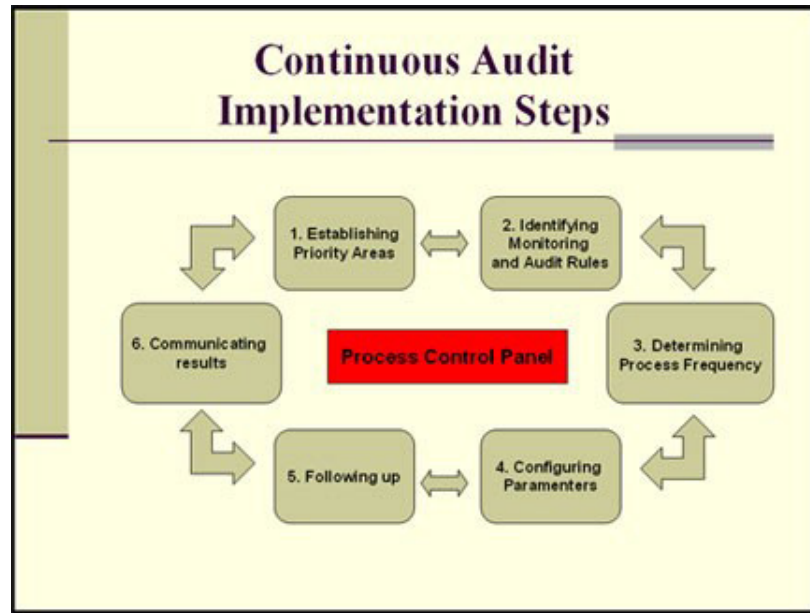 Continuous Audit
Implementation Steps
1. Establishing
Priority Areas
2. Identifying
Monitoring
and Audit Rules
3. Determining
Process Frequency
4. Configuring
Paramenters
5. Following up
6. Communicating
results
Process Control Panel